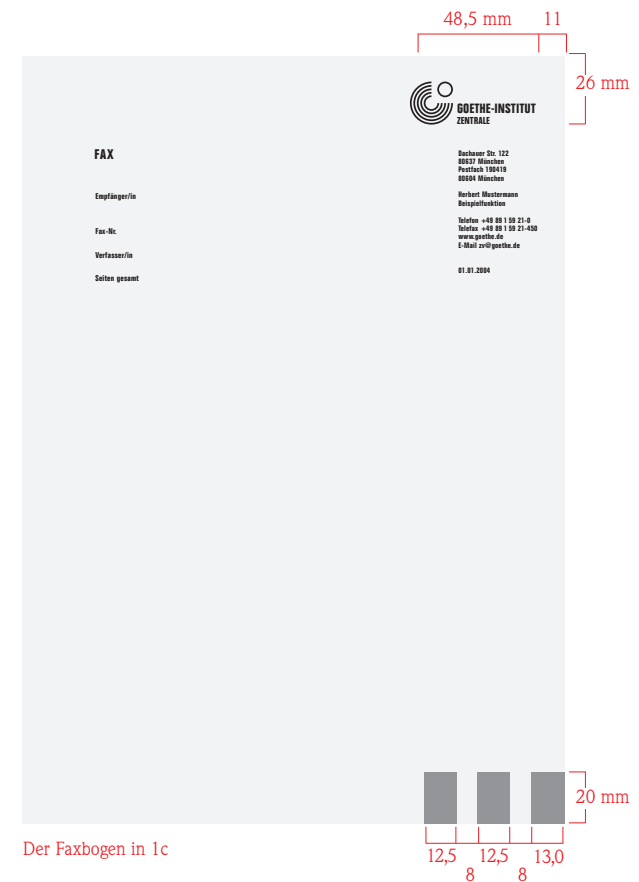 48,5 mm 11
26 mm
GOETHE-INSTITUT
ZENTRALE
FAX
Dachauer Str. 122
80637 München
Postfach 190419
80604 München
Empfänger/in
Herbert Mustermann
Beispielfunktion
Telefon +49 89 1 59 21-0
Fax-Nr.
Telefax +49 89 1 59 21-450
www.goethe.de
E-Mail zv@goethe.de
Verfasser/in
01.01.2004
Seiten gesamt
20 mm
Der Faxbogen in 1c
12,5 12,5 13,0
8 8